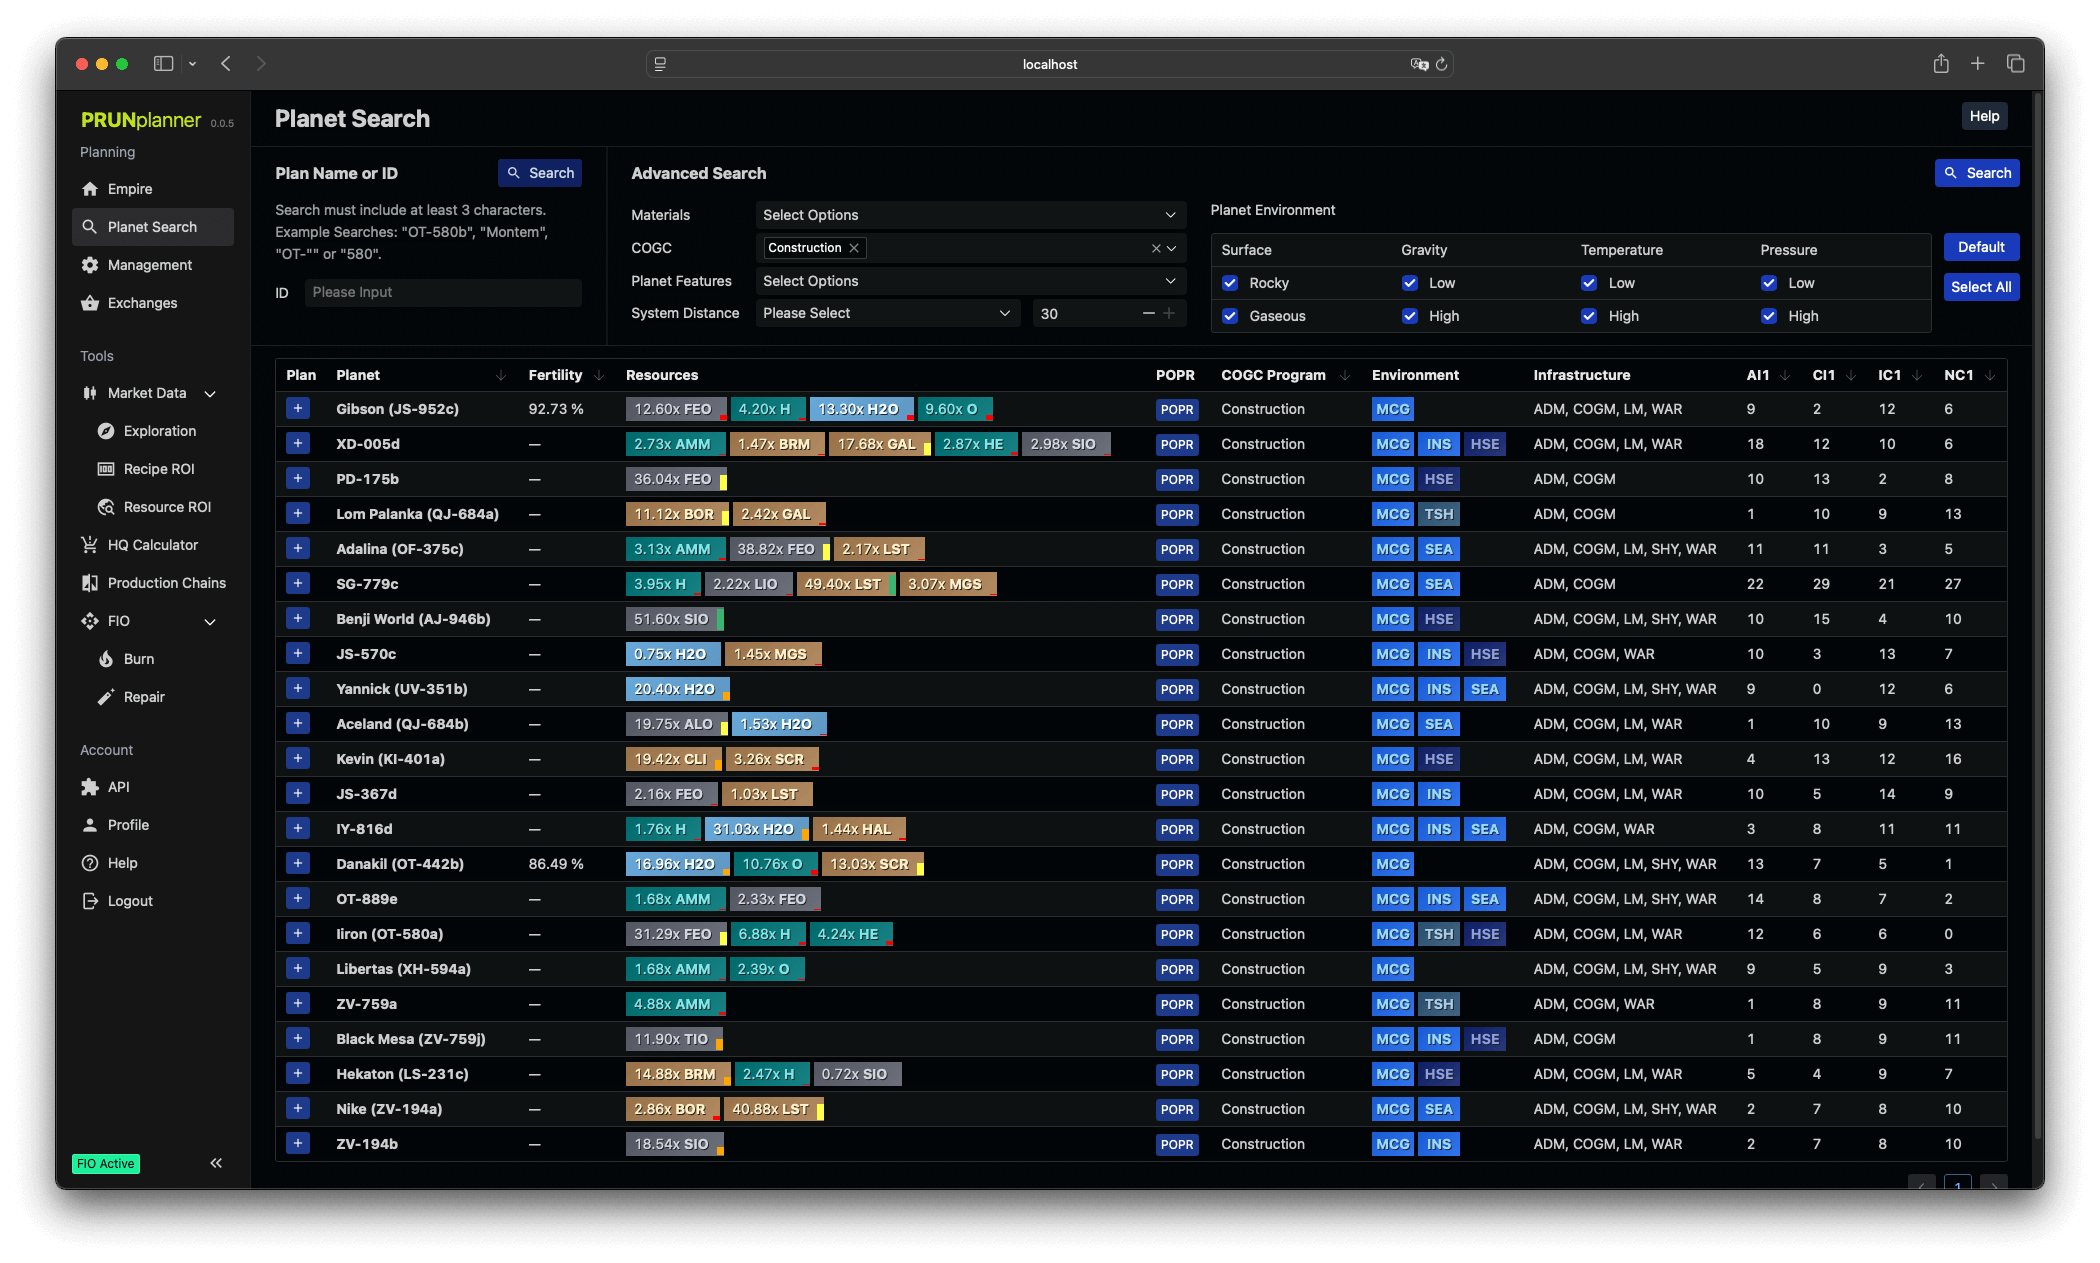 localhost
PRUNplanner 0.0.5
Planning
Empire
Planet Search
Management
Exchanges
Tools
Market Data
Exploration
Recipe ROI
Resource ROI
HQ Calculator
Production Chains
FIO
Burn
Repair
Account
API
Profile
Help
Logout
FIO Active
Planet Search
Help
Plan Name or ID
Search
Search must include at least 3 characters.
Example Searches: "OT-580b", "Montem",
"OT-"" or "580".
ID Please Input
Advanced Search
Search
Materials Select Options
COGC Construction
Planet Features Select Options
System Distance Please Select 30
Planet Environment
Surface Gravity Temperature Pressure
Rocky Low Low Low
Gaseous High High High
Default
Select All
Plan Planet Fertility Resources POPR COGC Program Environment Infrastructure AI1 CI1 IC1 NC1
+ Gibson (JS-952c) 92.73 % 12.60x FEO 4.20x H 13.30x H2O 9.60x O POPR Construction MCG ADM, COGM, LM, WAR 9 2 12 6
+ XD-005d — 2.73x AMM 1.47x BRM 17.68x GAL 2.87x HE 2.98x SIO POPR Construction MCG INS HSE ADM, COGM, LM, WAR 18 12 10 6
+ PD-175b — 36.04x FEO POPR Construction MCG HSE ADM, COGM 10 13 2 8
+ Lom Palanka (QJ-684a) — 11.12x BOR 2.42x GAL POPR Construction MCG TSH ADM, COGM 1 10 9 13
+ Adalina (OF-375c) — 3.13x AMM 38.82x FEO 2.17x LST POPR Construction MCG SEA ADM, COGM, LM, SHY, WAR 11 11 3 5
+ SG-779c — 3.95x H 2.22x LIO 49.40x LST 3.07x MGS POPR Construction MCG SEA ADM, COGM 22 29 21 27
+ Benji World (AJ-946b) — 51.60x SIO POPR Construction MCG HSE ADM, COGM, LM, SHY, WAR 10 15 4 10
+ JS-570c — 0.75x H2O 1.45x MGS POPR Construction MCG INS HSE ADM, COGM, WAR 10 3 13 7
+ Yannick (UV-351b) — 20.40x H2O POPR Construction MCG INS SEA ADM, COGM, LM, SHY, WAR 9 0 12 6
+ Aceland (QJ-684b) — 19.75x ALO 1.53x H2O POPR Construction MCG SEA ADM, COGM, LM, WAR 1 10 9 13
+ Kevin (KI-401a) — 19.42x CLI 3.26x SCR POPR Construction MCG HSE ADM, COGM, LM, WAR 4 13 12 16
+ JS-367d — 2.16x FEO 1.03x LST POPR Construction MCG INS ADM, COGM, LM, WAR 10 5 14 9
+ IY-816d — 1.76x H 31.03x H2O 1.44x HAL POPR Construction MCG INS SEA ADM, COGM, WAR 3 8 11 11
+ Danakil (OT-442b) 86.49 % 16.96x H2O 10.76x O 13.03x SCR POPR Construction MCG ADM, COGM, LM, SHY, WAR 13 7 5 1
+ OT-889e — 1.68x AMM 2.33x FEO POPR Construction MCG INS SEA ADM, COGM, LM, SHY, WAR 14 8 7 2
+ Iiron (OT-580a) — 31.29x FEO 6.88x H 4.24x HE POPR Construction MCG TSH HSE ADM, COGM, LM, WAR 12 6 6 0
+ Libertas (XH-594a) — 1.68x AMM 2.39x O POPR Construction MCG ADM, COGM, LM, SHY, WAR 9 5 9 3
+ ZV-759a — 4.88x AMM POPR Construction MCG TSH ADM, COGM, WAR 1 8 9 11
+ Black Mesa (ZV-759j) — 11.90x TIO POPR Construction MCG INS HSE ADM, COGM 1 8 9 11
+ Hekaton (LS-231c) — 14.88x BRM 2.47x H 0.72x SIO POPR Construction MCG HSE ADM, COGM, LM, WAR 5 4 9 7
+ Nike (ZV-194a) — 2.86x BOR 40.88x LST POPR Construction MCG SEA ADM, COGM, LM, SHY, WAR 2 7 8 10
+ ZV-194b — 18.54x SIO POPR Construction MCG INS ADM, COGM, LM, WAR 2 7 8 10
1